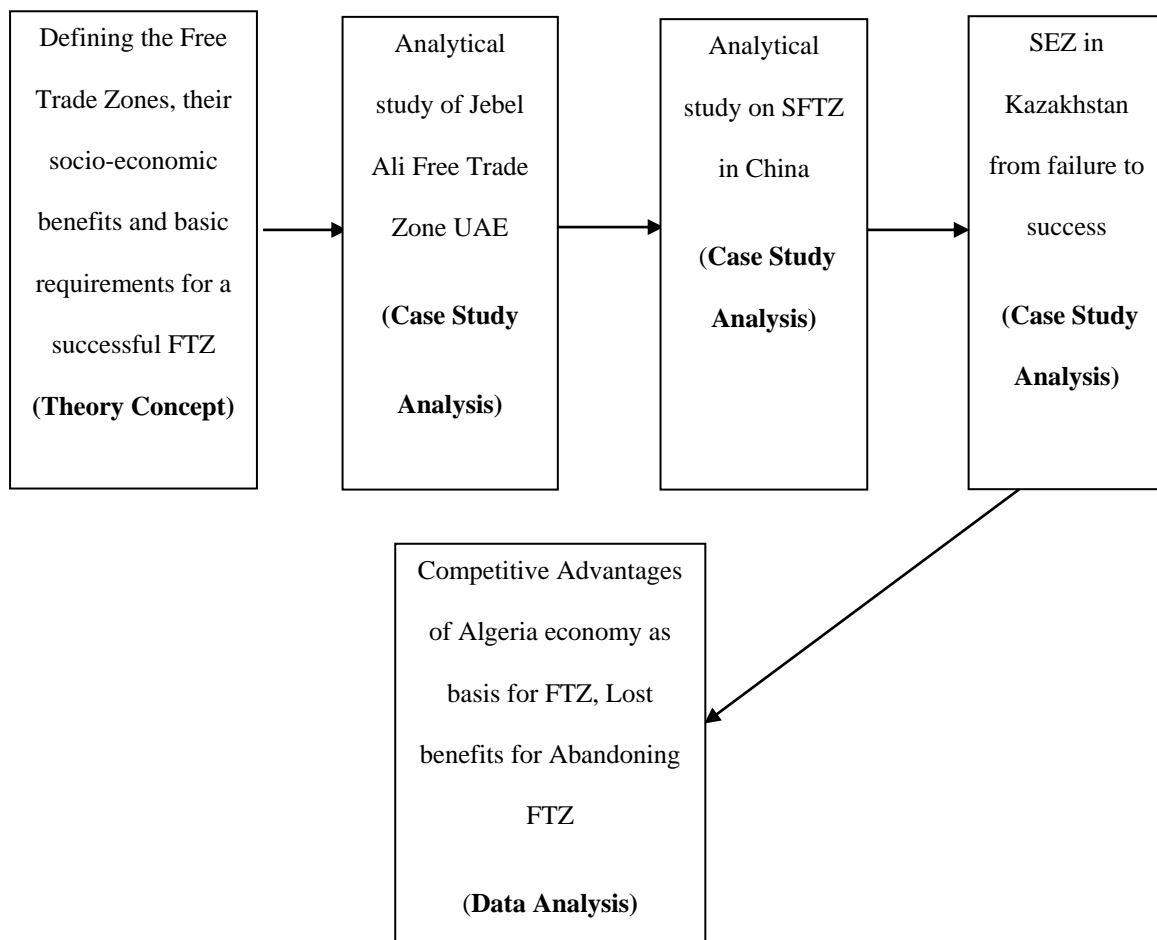 Defining the Free
Trade Zones, their
socio-economic
benefits and basic
requirements for a
successful FTZ
(Theory Concept)
Analytical
study of Jebel
Ali Free Trade
Zone UAE
(Case Study
Analysis)
Analytical
study on SFTZ
in China
(Case Study
Analysis)
SEZ in
Kazakhstan
from failure to
success
(Case Study
Analysis)
Competitive Advantages
of Algeria economy as
basis for FTZ, Lost
benefits for Abandoning
FTZ
(Data Analysis)